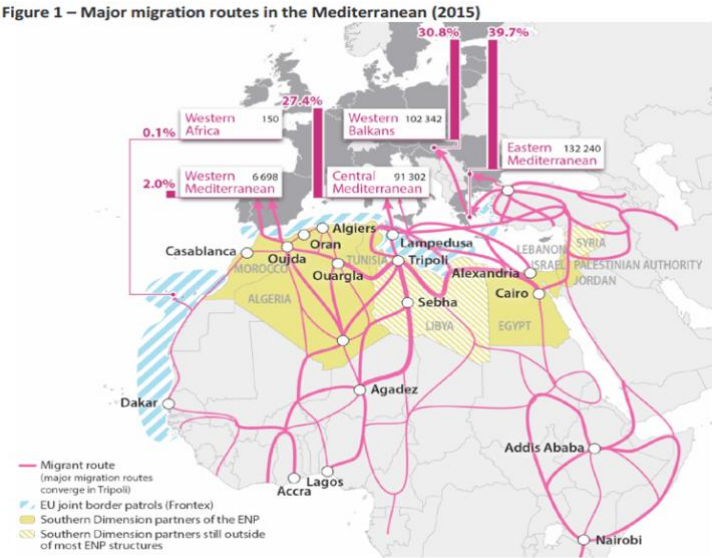 Figure 1 – Major migration routes in the Mediterranean (2015)
30.8%
39.7%
27.4%
Western
Africa
150
Western
Balkans
102 342
0.1%
Eastern
Mediterranean
132 240
2.0%
Western
Mediterranean
6 698
Central
Mediterranean
91 302
Algiers
Oran
Lampedusa
Casablanca
Oujda
Tripoli
LEBANON
SYRIA
MOROCCO
Ouargla
TUNISIA
Alexandria
ISRAEL
PALESTINIAN AUTHORITY
JORDAN
ALGERIA
Sebha
Cairo
LIBYA
EGYPT
Dakar
Agadez
Addis Ababa
Lagos
Accra
Nairobi
Migrant route
(major migration routes
converge in Tripoli)
EU joint border patrols (Frontex)
Southern Dimension partners of the ENP
Southern Dimension partners still outside
of most ENP structures